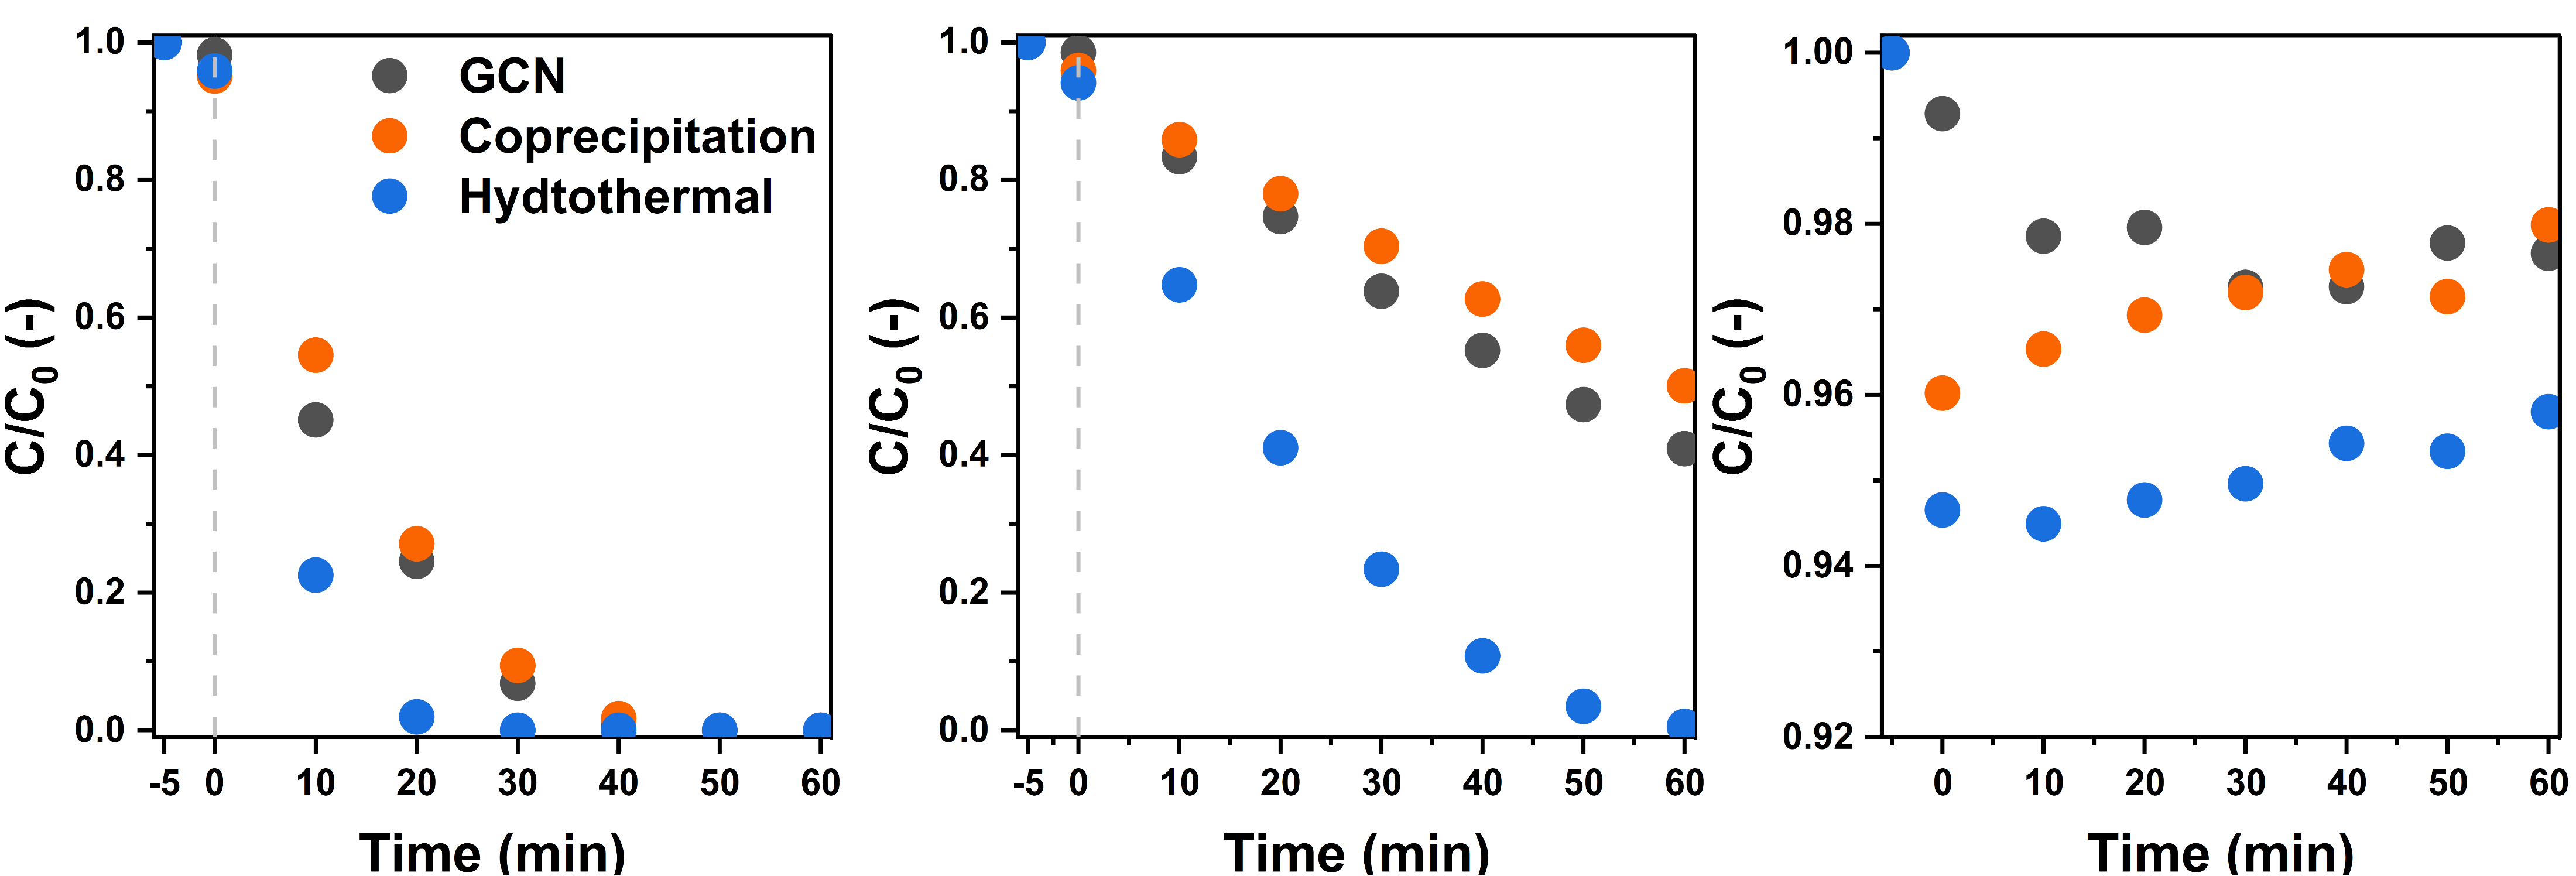 C/C0 (-)
1.0
0.8
0.6
0.4
0.2
0.0
GCN
Coprecipitation
Hydtothermal
-5 0 10 20 30 40 50 60
Time (min)
C/C0 (-)
1.0
0.8
0.6
0.4
0.2
0.0
-5 0 10 20 30 40 50 60
Time (min)
C/C0 (-)
1.00
0.98
0.96
0.94
0.92
0 10 20 30 40 50 60
Time (min)